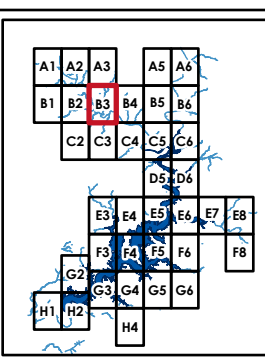 A1 A2 A3 A5 A6
B1 B2 B3 B4 B5 B6
C2 C3 C4 C5 C6
D5 D6
E3 E4 E5 E6 E7 E8
F3 F4 F5 F6 F8
G2 G3 G4 G5 G6
H1 H2
H4